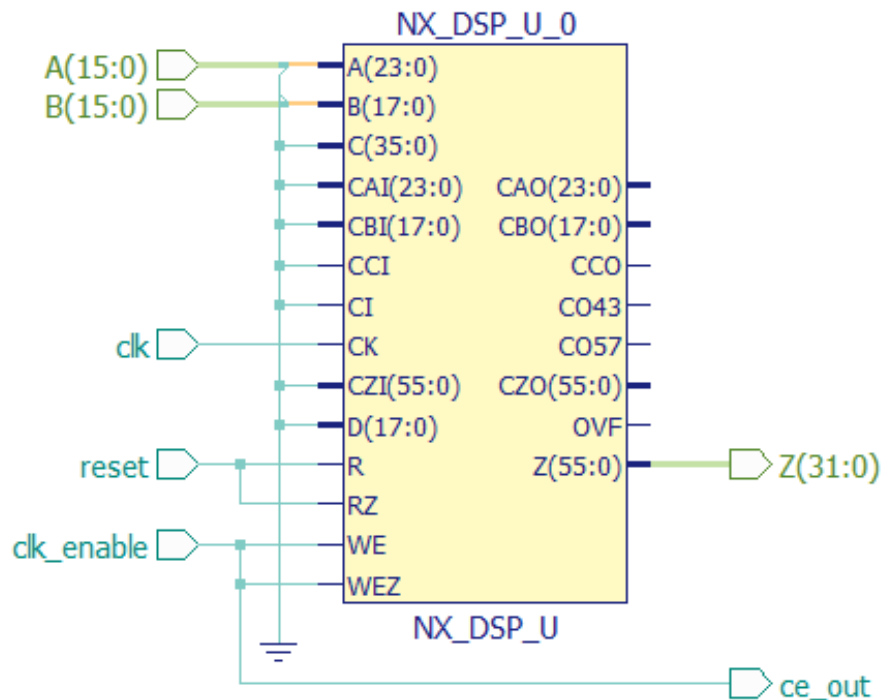 NX_DSP_U_0
A(15:0)
A(23:0)
B(15:0)
B(17:0)
C(35:0)
CAI(23:0) CAO(23:0)
CBI(17:0) CBO(17:0)
CCI CCO
CI CO43
clk CK CO57
CZI(55:0) CZO(55:0)
D(17:0) OVF
reset R Z(55:0) Z(31:0)
RZ
clk_enable WE
WEZ
NX_DSP_U
ce_out